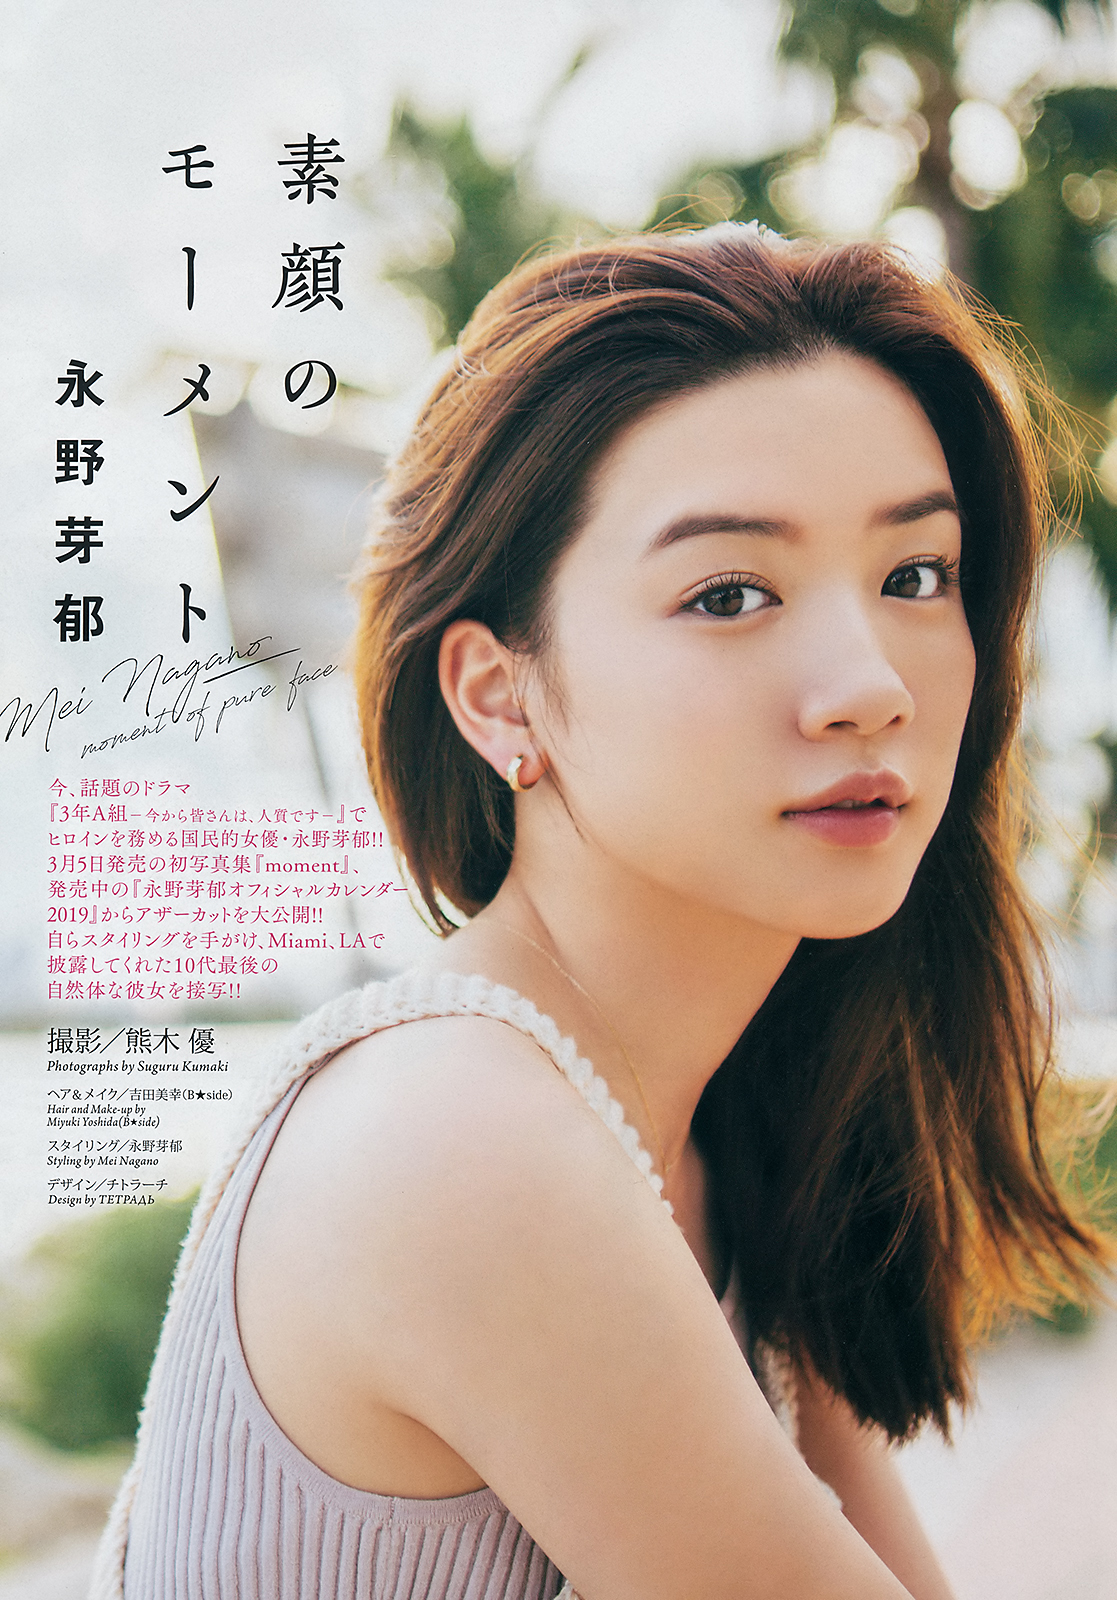 素顔の
モーメント
永野芽郁
Mei Nagano
moment of pure face
今、話題のドラマ
『3年A組－今から皆さんは、人質です－』で
ヒロインを務める国民的女優・永野芽郁!!
3月5日発売の初写真集『moment』、
発売中の『永野芽郁オフィシャルカレンダー
2019』からアザーカットを大公開!!
自らスタイリングを手がけ、Miami、LAで
披露してくれた10代最後の
自然体な彼女を接写!!
撮影／熊木 優
Photographs by Suguru Kumaki
ヘア＆メイク／吉田美幸（B★side）
Hair and Make-up by
Miyuki Yoshida(B★side)
スタイリング／永野芽郁
Styling by Mei Nagano
デザイン／チトラーチ
Design by ТЕТРАДЬ